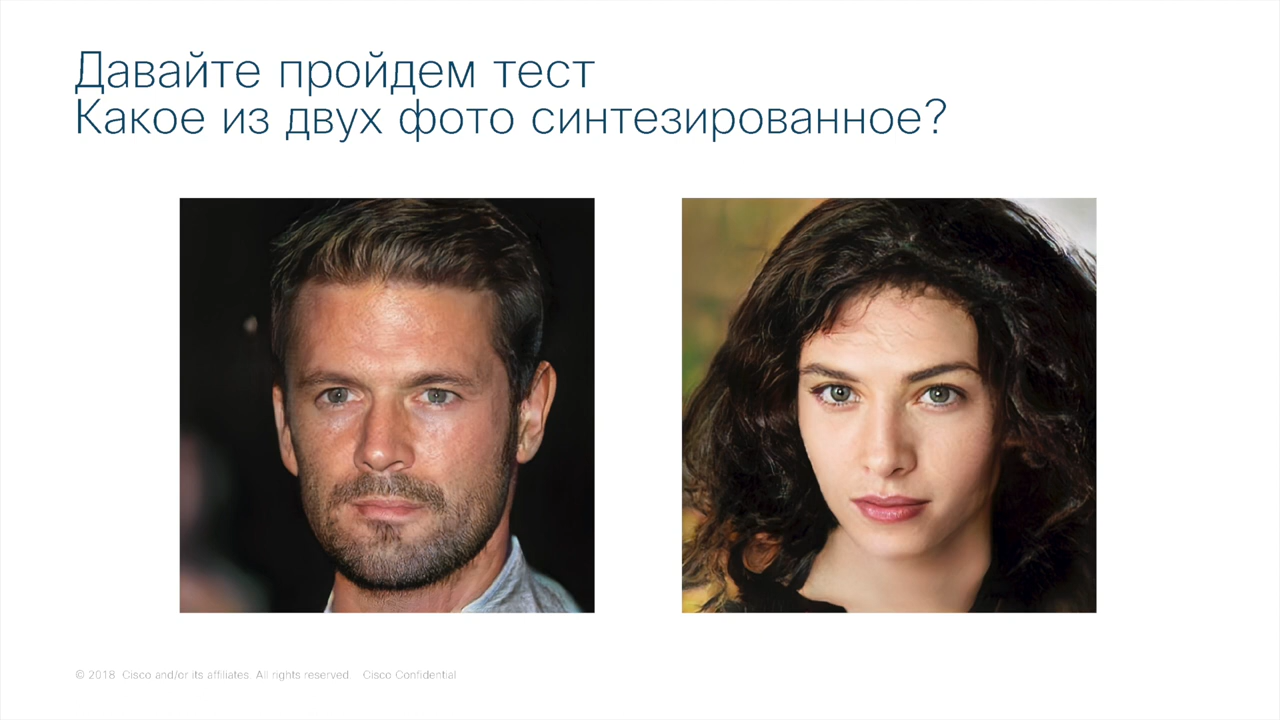 Давайте пройдем тест
Какое из двух фото синтезированное?
© 2018 Cisco and/or its affiliates. All rights reserved. Cisco Confidential